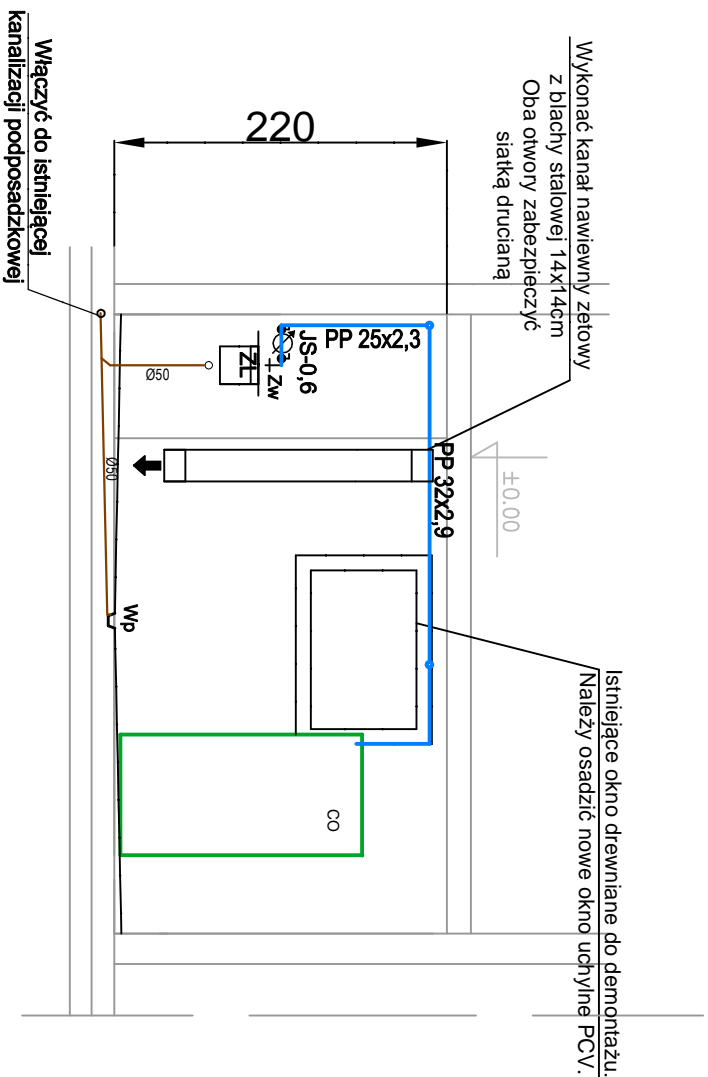 Wykonać kanał nawiewny zetowy
z blachy stalowej 14x14cm
Oba otwory zabezpieczyć
siatką drucianą
Istniejące okno drewniane do demontażu.
Należy osadzić nowe okno uchylne PCV.
±0.00
220
PP 25x2,3
PP 32x2,9
JS-0,6
Zw
ZL
Ø50
Ø50
Wp
CO
Włączyć do istniejącej
kanalizacji podposadzkowej